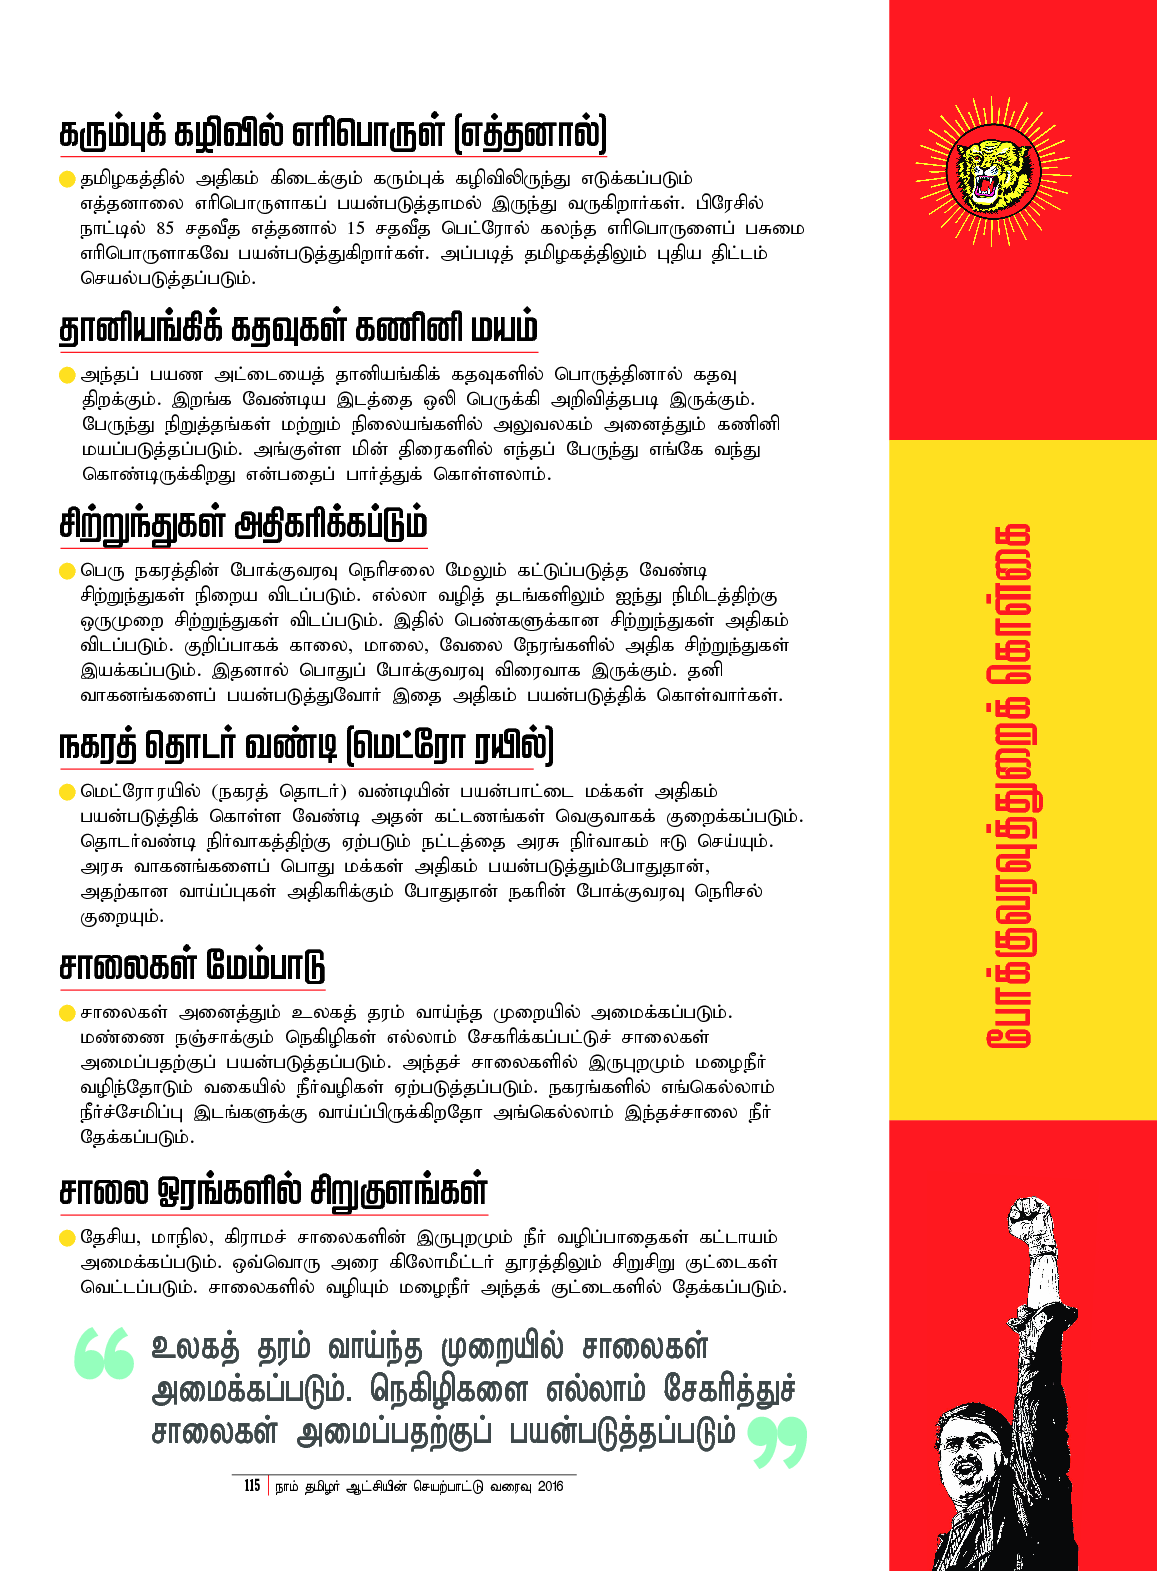 கரும்புக் கழிவில் எரிபொருள் (எத்தனால்)
தமிழகத்தில் அதிகம் கிடைக்கும் கரும்புக் கழிவிலிருந்து எடுக்கப்படும்
எத்தனாலை எரிபொருளாகப் பயன்படுத்தாமல் இருந்து வருகிறார்கள். பிரேசில்
நாட்டில் 85 சதவீத எத்தனால் 15 சதவீத பெட்ரோல் கலந்த எரிபொருளைப் பசுமை
எரிபொருளாகவே பயன்படுத்துகிறார்கள். அப்படித் தமிழகத்திலும் புதிய திட்டம்
செயல்படுத்தப்படும்.
தானியங்கிக் கதவுகள் கணினி மயம்
அந்தப் பயண அட்டையைத் தானியங்கிக் கதவுகளில் பொருத்தினால் கதவு
திறக்கும். இறங்க வேண்டிய இடத்தை ஒலி பெருக்கி அறிவித்தபடி இருக்கும்.
பேருந்து நிறுத்தங்கள் மற்றும் நிலையங்களில் அலுவலகம் அனைத்தும் கணினி
மயப்படுத்தப்படும். அங்குள்ள மின் திரைகளில் எந்தப் பேருந்து எங்கே வந்து
கொண்டிருக்கிறது என்பதைப் பார்த்துக் கொள்ளலாம்.
சிற்றுந்துகள் அதிகரிக்கப்படும்
பெரு நகரத்தின் போக்குவரவு நெரிசலை மேலும் கட்டுப்படுத்த வேண்டி
சிற்றுந்துகள் நிறைய விடப்படும். எல்லா வழித் தடங்களிலும் ஐந்து நிமிடத்திற்கு
ஒருமுறை சிற்றுந்துகள் விடப்படும். இதில் பெண்களுக்கான சிற்றுந்துகள் அதிகம்
விடப்படும். குறிப்பாகக் காலை, மாலை, வேலை நேரங்களில் அதிக சிற்றுந்துகள்
இயக்கப்படும். இதனால் பொதுப் போக்குவரவு விரைவாக இருக்கும். தனி
வாகனங்களைப் பயன்படுத்துவோர் இதை அதிகம் பயன்படுத்திக் கொள்வார்கள்.
நகரத் தொடர் வண்டி (மெட்ரோ ரயில்)
மெட்ரோ ரயில் (நகரத் தொடர்) வண்டியின் பயன்பாட்டை மக்கள் அதிகம்
பயன்படுத்திக் கொள்ள வேண்டி அதன் கட்டணங்கள் வெகுவாகக் குறைக்கப்படும்.
தொடர்வண்டி நிர்வாகத்திற்கு ஏற்படும் நட்டத்தை அரசு நிர்வாகம் ஈடு செய்யும்.
அரசு வாகனங்களைப் பொது மக்கள் அதிகம் பயன்படுத்தும்போதுதான்,
அதற்கான வாய்ப்புகள் அதிகரிக்கும் போதுதான் நகரின் போக்குவரவு நெரிசல்
குறையும்.
சாலைகள் மேம்பாடு
சாலைகள் அனைத்தும் உலகத் தரம் வாய்ந்த முறையில் அமைக்கப்படும்.
மண்ணை நஞ்சாக்கும் நெகிழிகள் எல்லாம் சேகரிக்கப்பட்டுச் சாலைகள்
அமைப்பதற்குப் பயன்படுத்தப்படும். அந்தச் சாலைகளில் இருபுறமும் மழைநீர்
வழிந்தோடும் வகையில் நீர்வழிகள் ஏற்படுத்தப்படும். நகரங்களில் எங்கெல்லாம்
நீர்ச்சேமிப்பு இடங்களுக்கு வாய்ப்பிருக்கிறதோ அங்கெல்லாம் இந்தச்சாலை நீர்
தேக்கப்படும்.
சாலை ஓரங்களில் சிறுகுளங்கள்
தேசிய, மாநில, கிராமச் சாலைகளின் இருபுறமும் நீர் வழிப்பாதைகள் கட்டாயம்
அமைக்கப்படும். ஒவ்வொரு அரை கிலோமீட்டர் தூரத்திலும் சிறுசிறு குட்டைகள்
வெட்டப்படும். சாலைகளில் வழியும் மழைநீர் அந்தக் குட்டைகளில் தேக்கப்படும்.
❝ உலகத் தரம் வாய்ந்த முறையில் சாலைகள்
அமைக்கப்படும். நெகிழிகளை எல்லாம் சேகரித்துச்
சாலைகள் அமைப்பதற்குப் பயன்படுத்தப்படும் ❞
115 | நாம் தமிழர் ஆட்சியின் செயற்பாட்டு வரைவு 2016
போக்குவரவுத்துறைக் கொள்கை